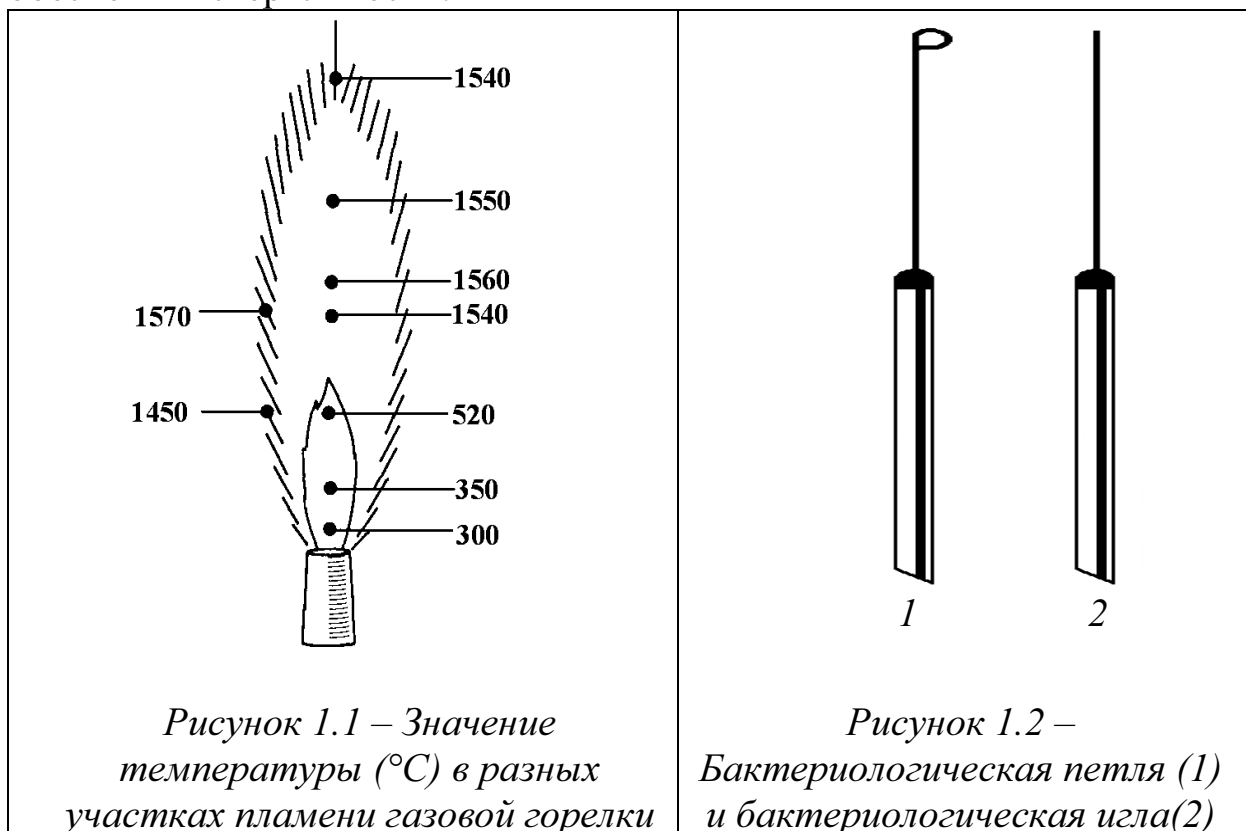 1540
1550
1560
1570
1540
1450
520
350
300
1
2
Рисунок 1.1 – Значение
температуры (°С) в разных
участках пламени газовой горелки
Рисунок 1.2 –
Бактериологическая петля (1)
и бактериологическая игла(2)